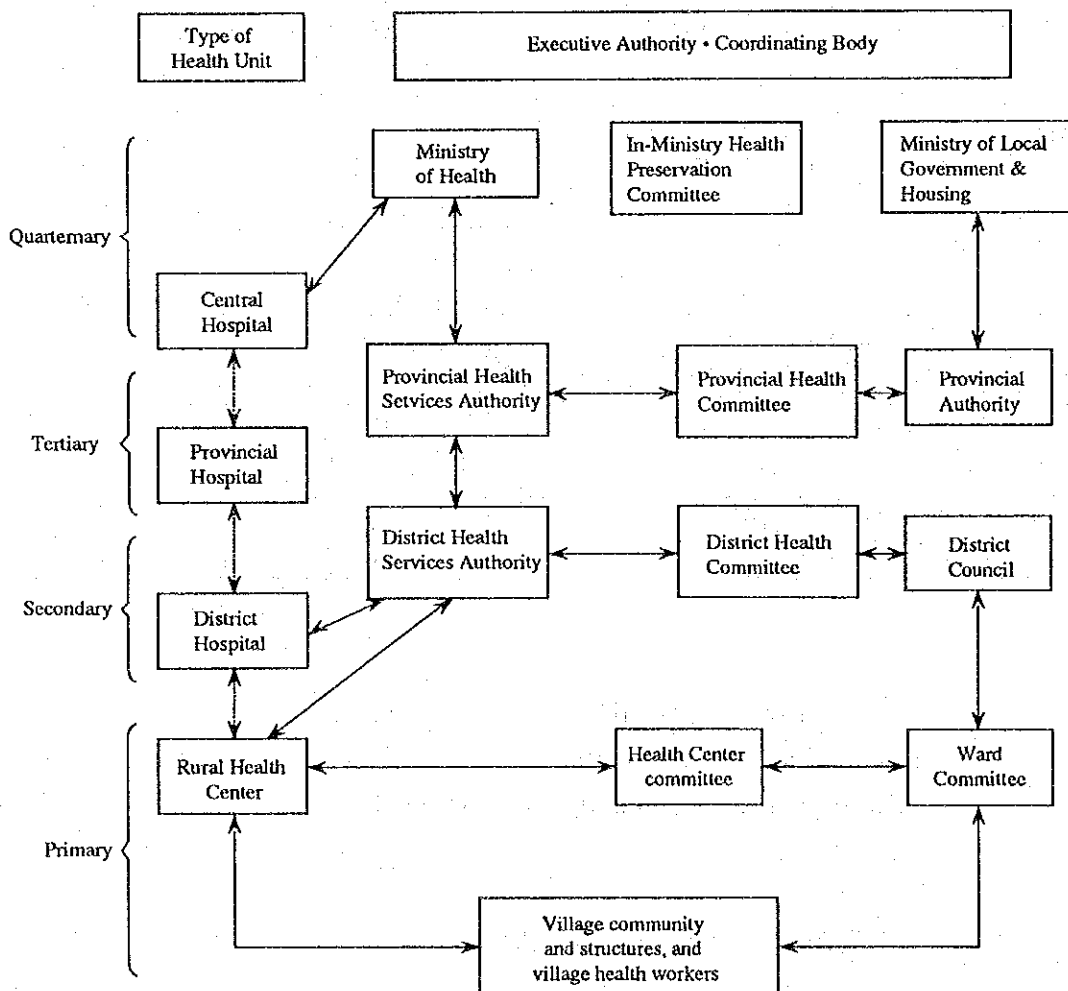 Type of
Health Unit
Executive Authority • Coordinating Body
Ministry
of Health
In-Ministry Health
Preservation
Committee
Ministry of Local
Government &
Housing
Quarternary
Central
Hospital
Provincial Health
Services Authority
Provincial Health
Committee
Provincial
Authority
Tertiary
Provincial
Hospital
District Health
Services Authority
District Health
Committee
District
Council
Secondary
District
Hospital
Rural Health
Center
Health Center
committee
Ward
Committee
Primary
Village community
and structures, and
village health workers